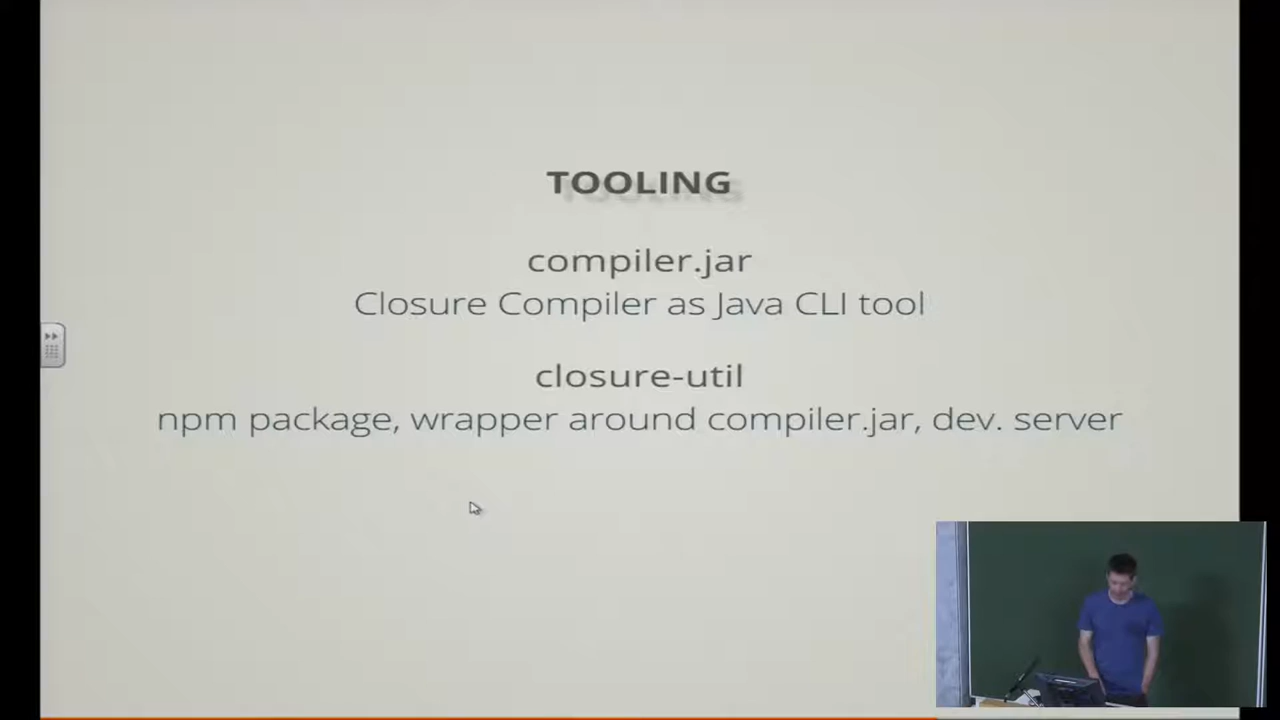 TOOLING
compiler.jar
Closure Compiler as Java CLI tool
closure-util
npm package, wrapper around compiler.jar, dev. server